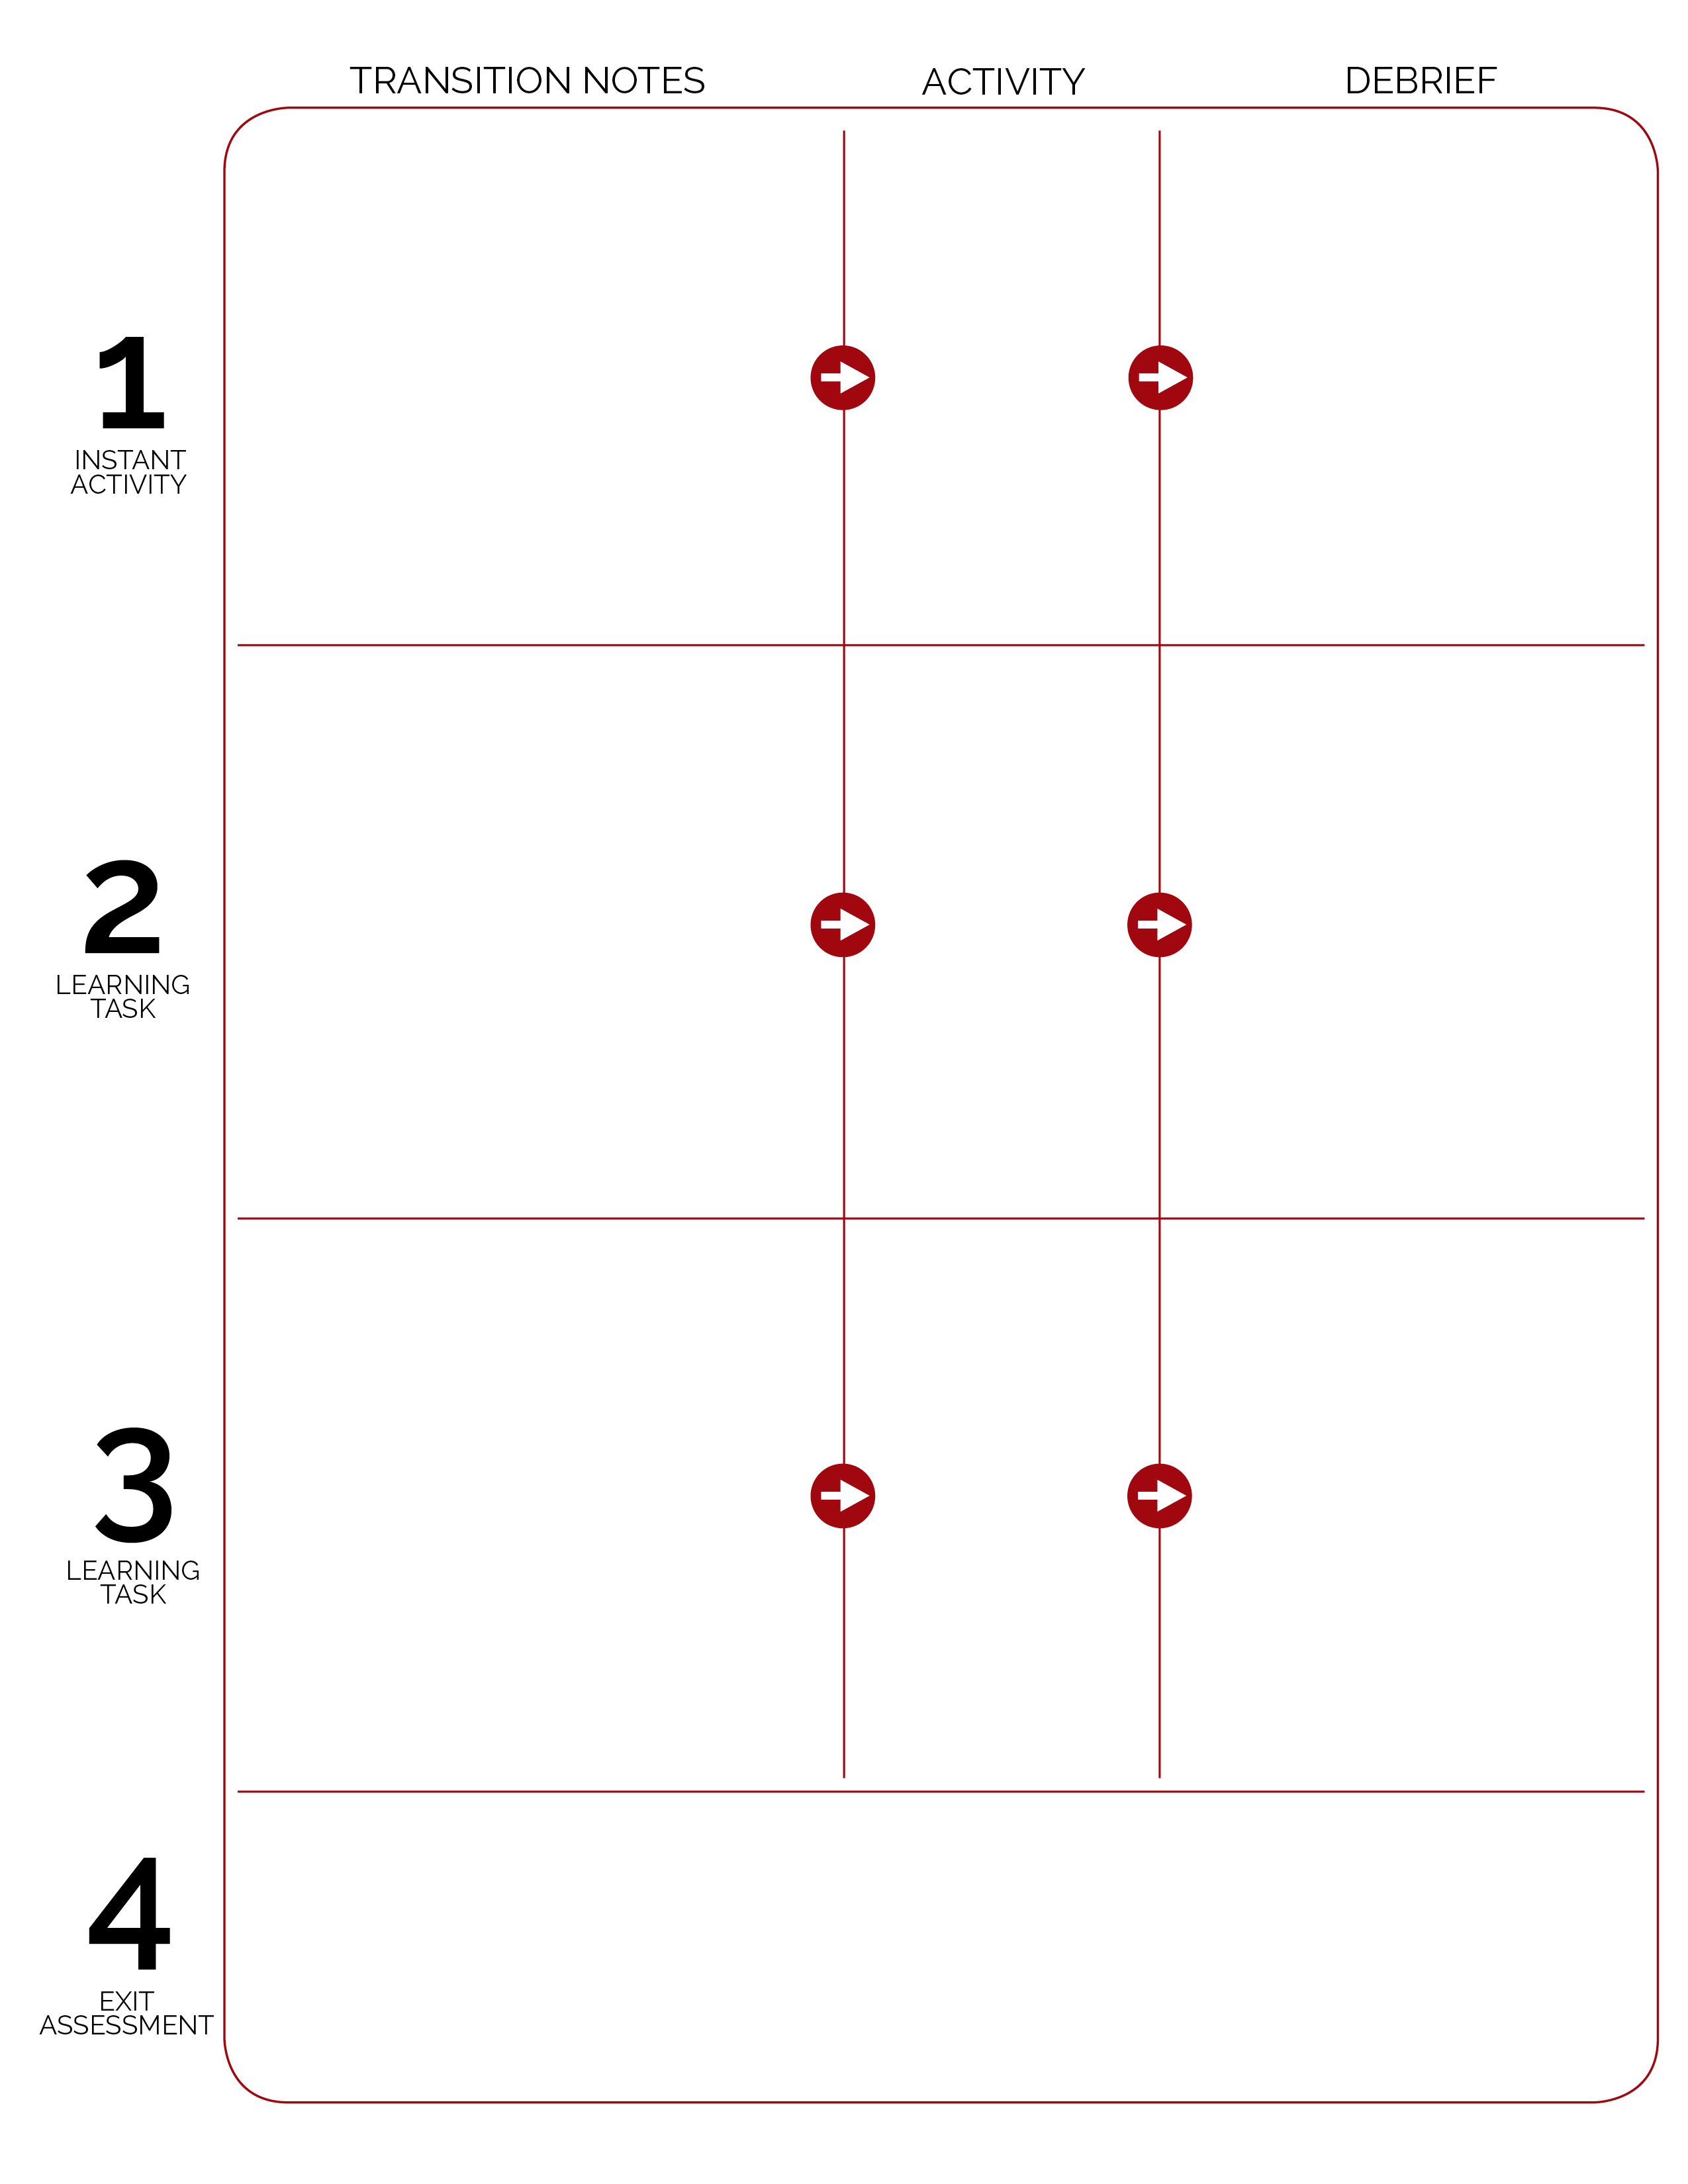 TRANSITION NOTES
ACTIVITY
DEBRIEF
1
INSTANT
ACTIVITY
2
LEARNING
TASK
3
LEARNING
TASK
4
EXIT
ASSESSMENT